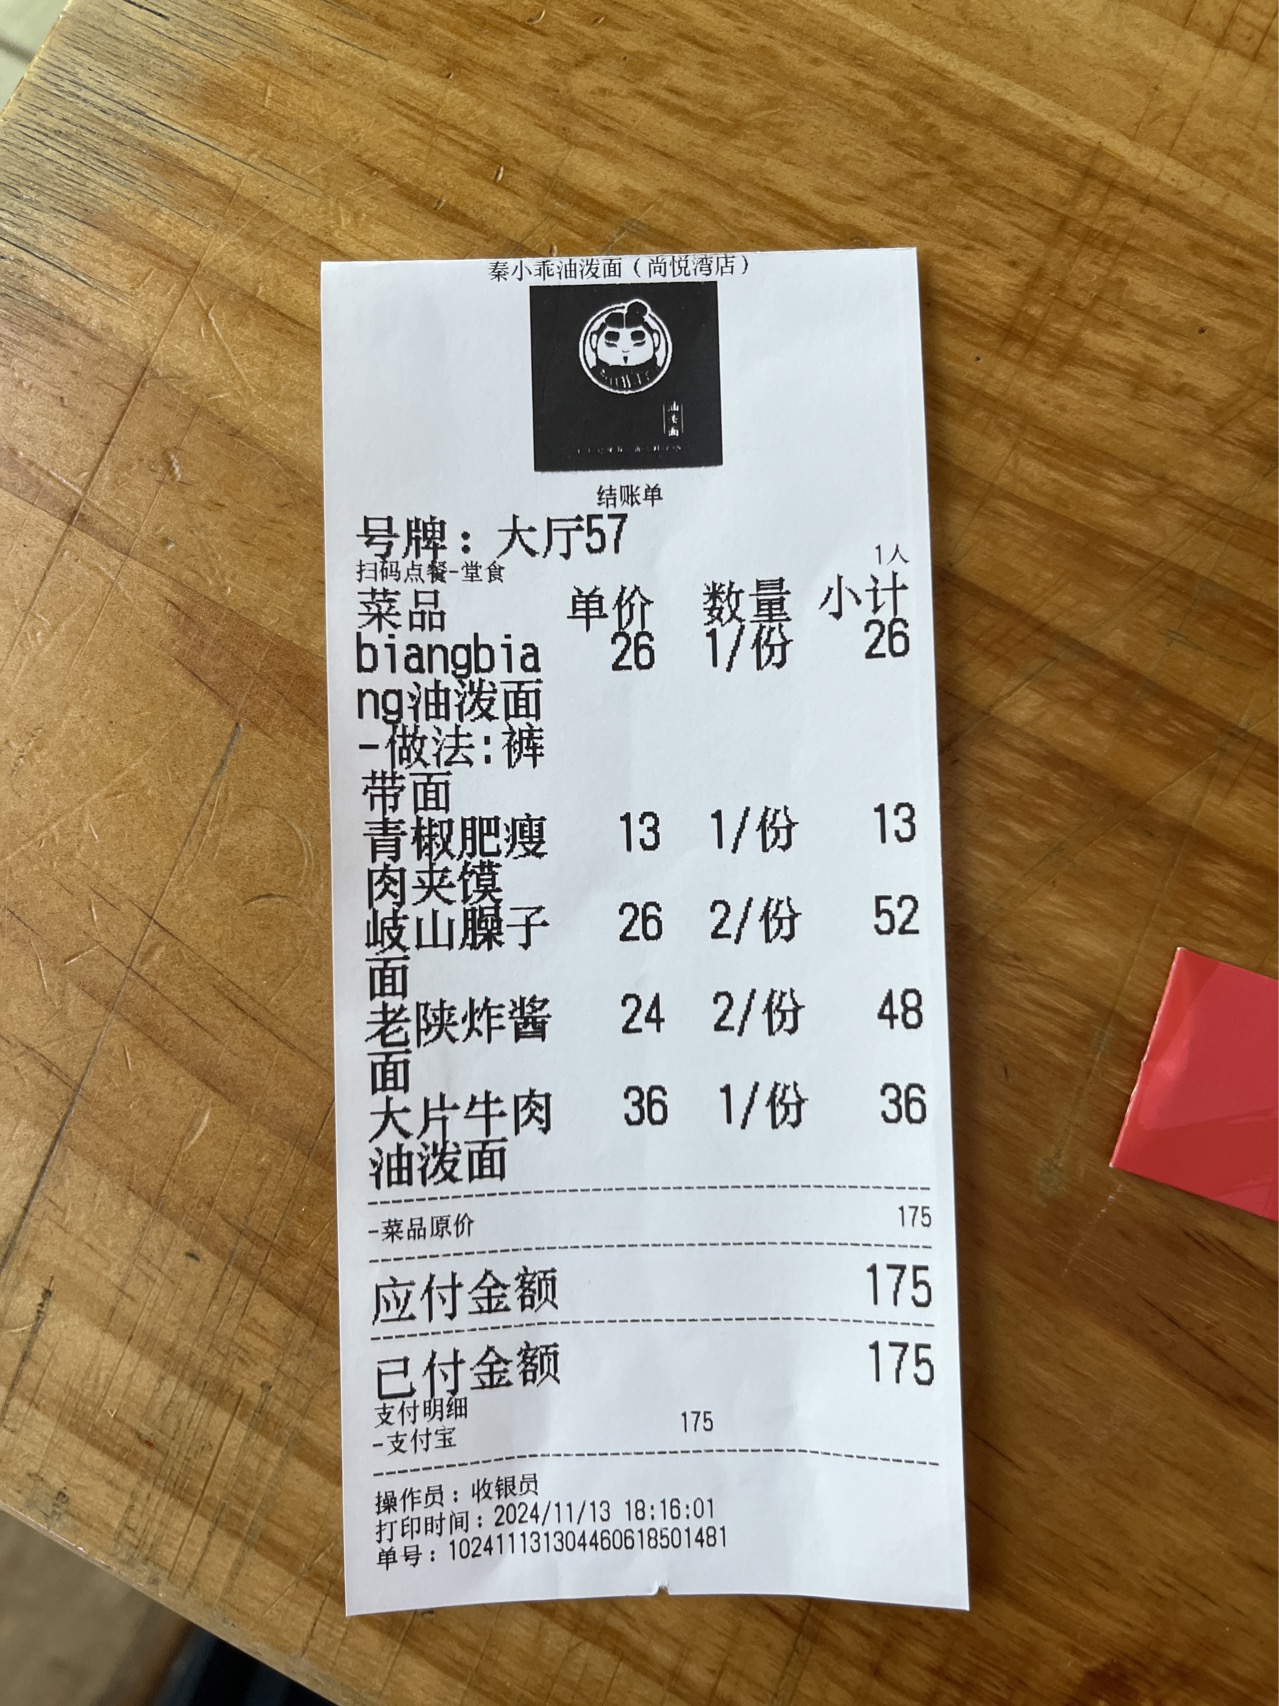 秦小乖油泼面（尚悦湾店）
结账单
号牌：大厅57
1人
扫码点餐-堂食
菜品 单价 数量 小计
biangbia 26 1/份 26
ng油泼面
-做法:裤
带面
青椒肥瘦 13 1/份 13
肉夹馍
岐山臊子 26 2/份 52
面
老陕炸酱 24 2/份 48
面
大片牛肉 36 1/份 36
油泼面
-菜品原价 175
应付金额 175
已付金额 175
支付明细
-支付宝 175
操作员：收银员
打印时间：2024/11/13 18:16:01
单号：10241113130446061850​1481